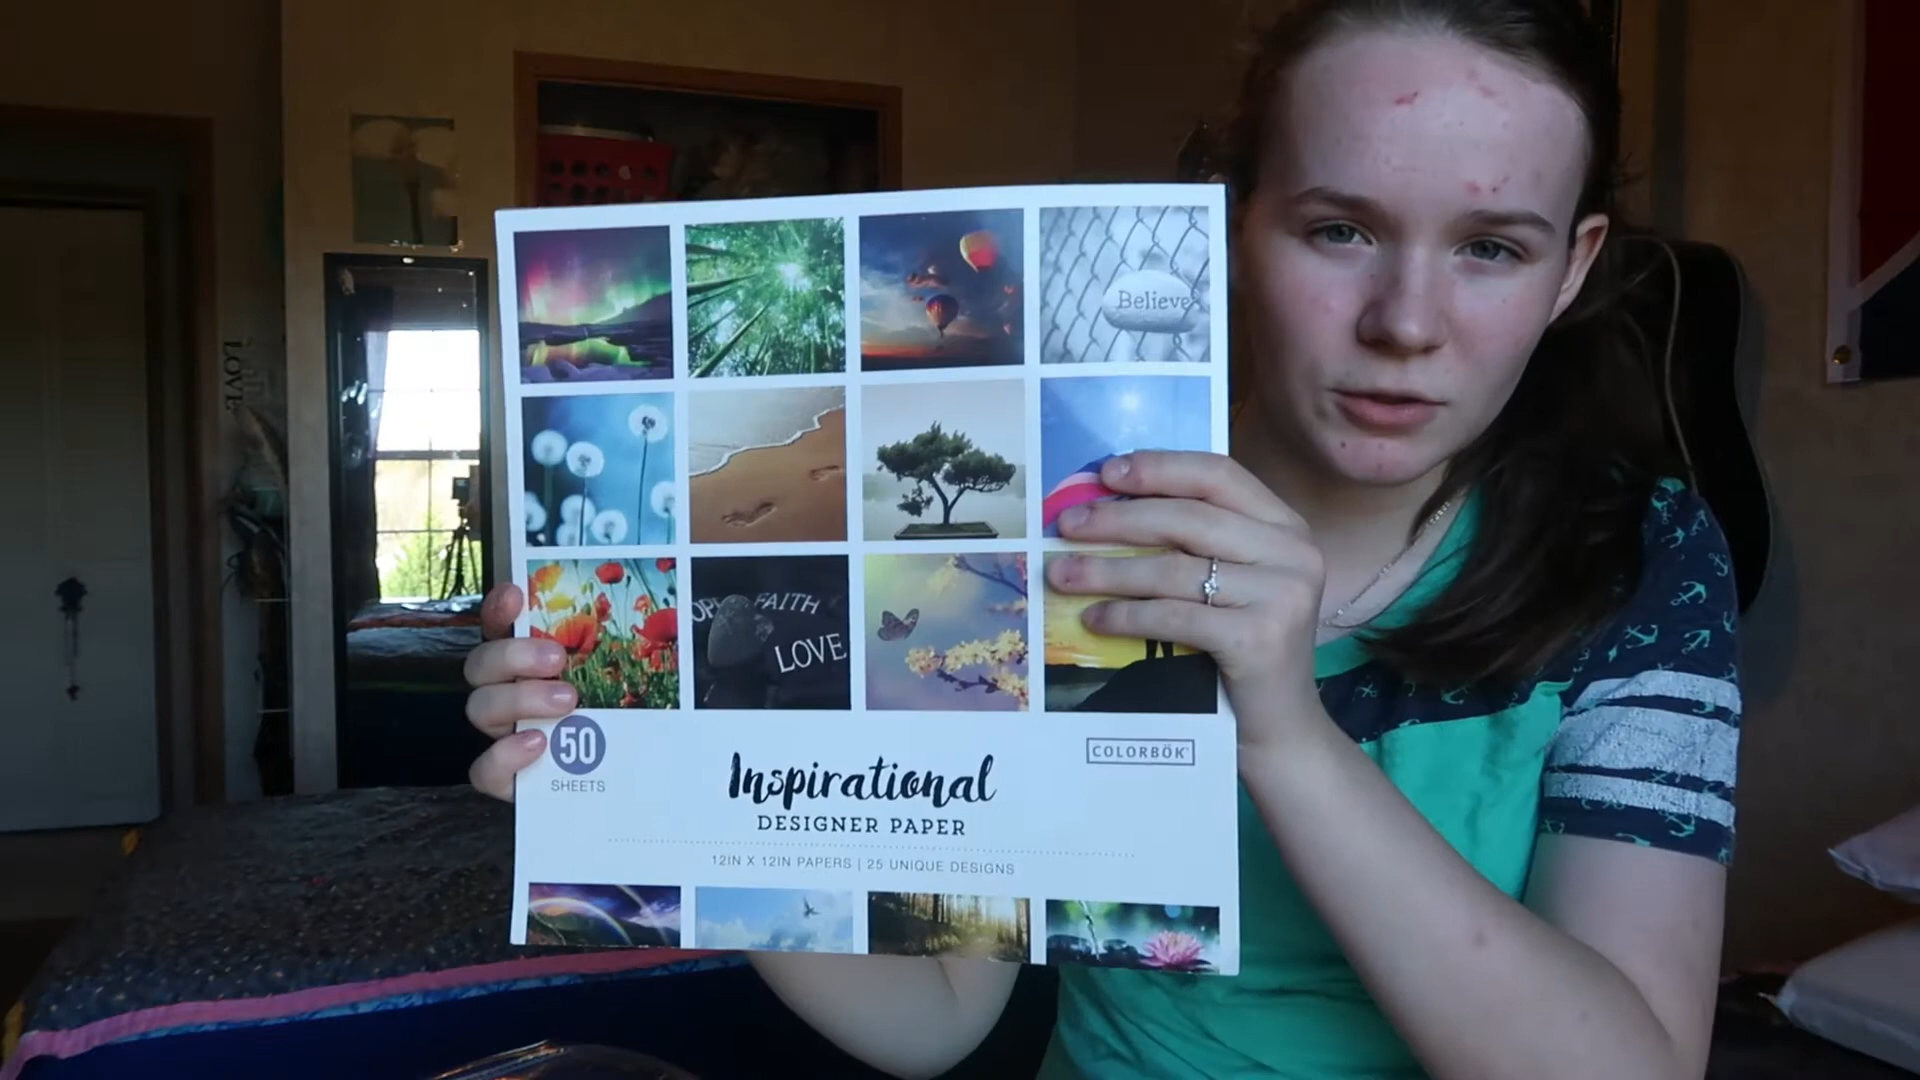 Believe
FAITH
LOVE
50
SHEETS
COLORBÖK
Inspirational
DESIGNER PAPER
12IN X 12IN PAPERS | 25 UNIQUE DESIGNS
LOVE